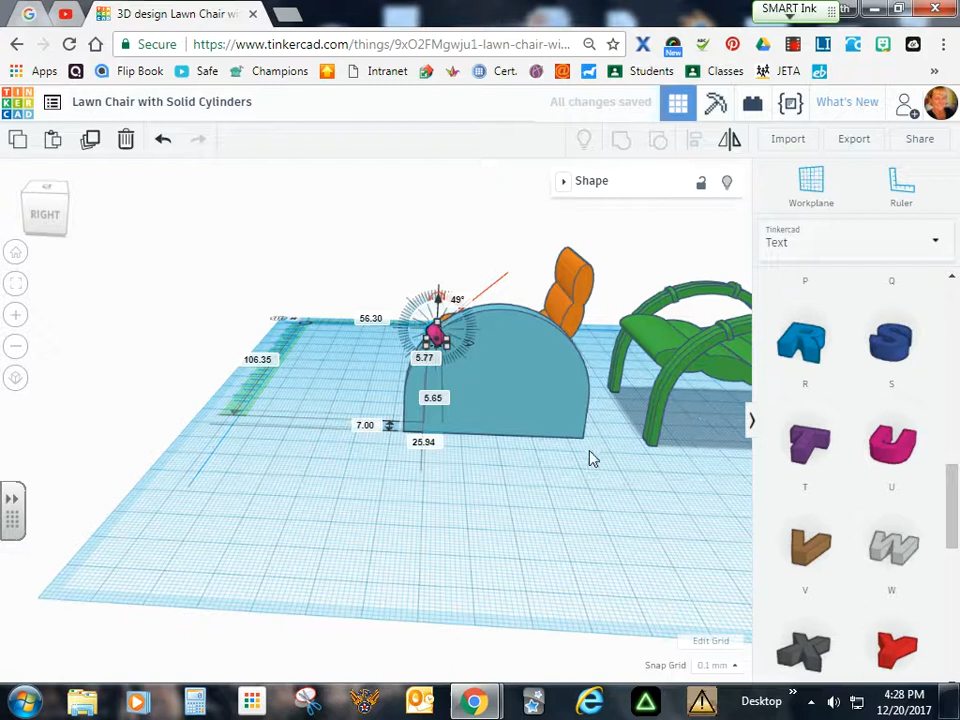 SMART Ink
th
3D design Lawn Chair wi
Secure
https://www.tinkercad.com/things/9xO2FMgwju1-lawn-chair-wi...
New
Apps
Flip Book
Safe
Champions
Intranet
Cert.
Students
Classes
JETA
»
TIN
KER
CAD
Lawn Chair with Solid Cylinders
All changes saved
What's New
Import
Export
Share
Shape
Workplane
Ruler
RIGHT
Tinkercad
Text
P
Q
49°
56.30
R
S
106.35
5.77
5.65
7.00
25.94
T
U
V
W
Edit Grid
Snap Grid
0.1 mm
Desktop
»
4:28 PM
12/20/2017